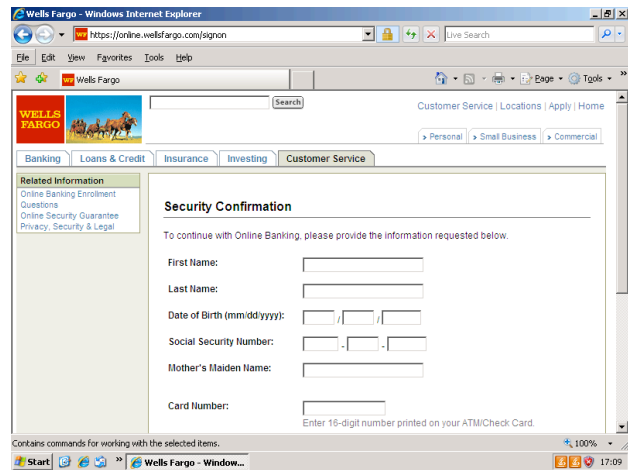 Wells Fargo - Windows Internet Explorer
https://online.wellsfargo.com/signon
Live Search
File Edit View Favorites Tools Help
Wells Fargo
Page Tools »
WELLS
FARGO
Search
Customer Service | Locations | Apply | Home
> Personal > Small Business > Commercial
Banking Loans & Credit Insurance Investing Customer Service
Related Information
Online Banking Enrollment
Questions
Online Security Guarantee
Privacy, Security & Legal
Security Confirmation
To continue with Online Banking, please provide the information requested below.
First Name:
Last Name:
Date of Birth (mm/dd/yyyy): / /
Social Security Number: - -
Mother's Maiden Name:
Card Number:
Enter 16-digit number printed on your ATM/Check Card.
Contains commands for working with the selected items.
100%
Start » Wells Fargo - Window... 17:09